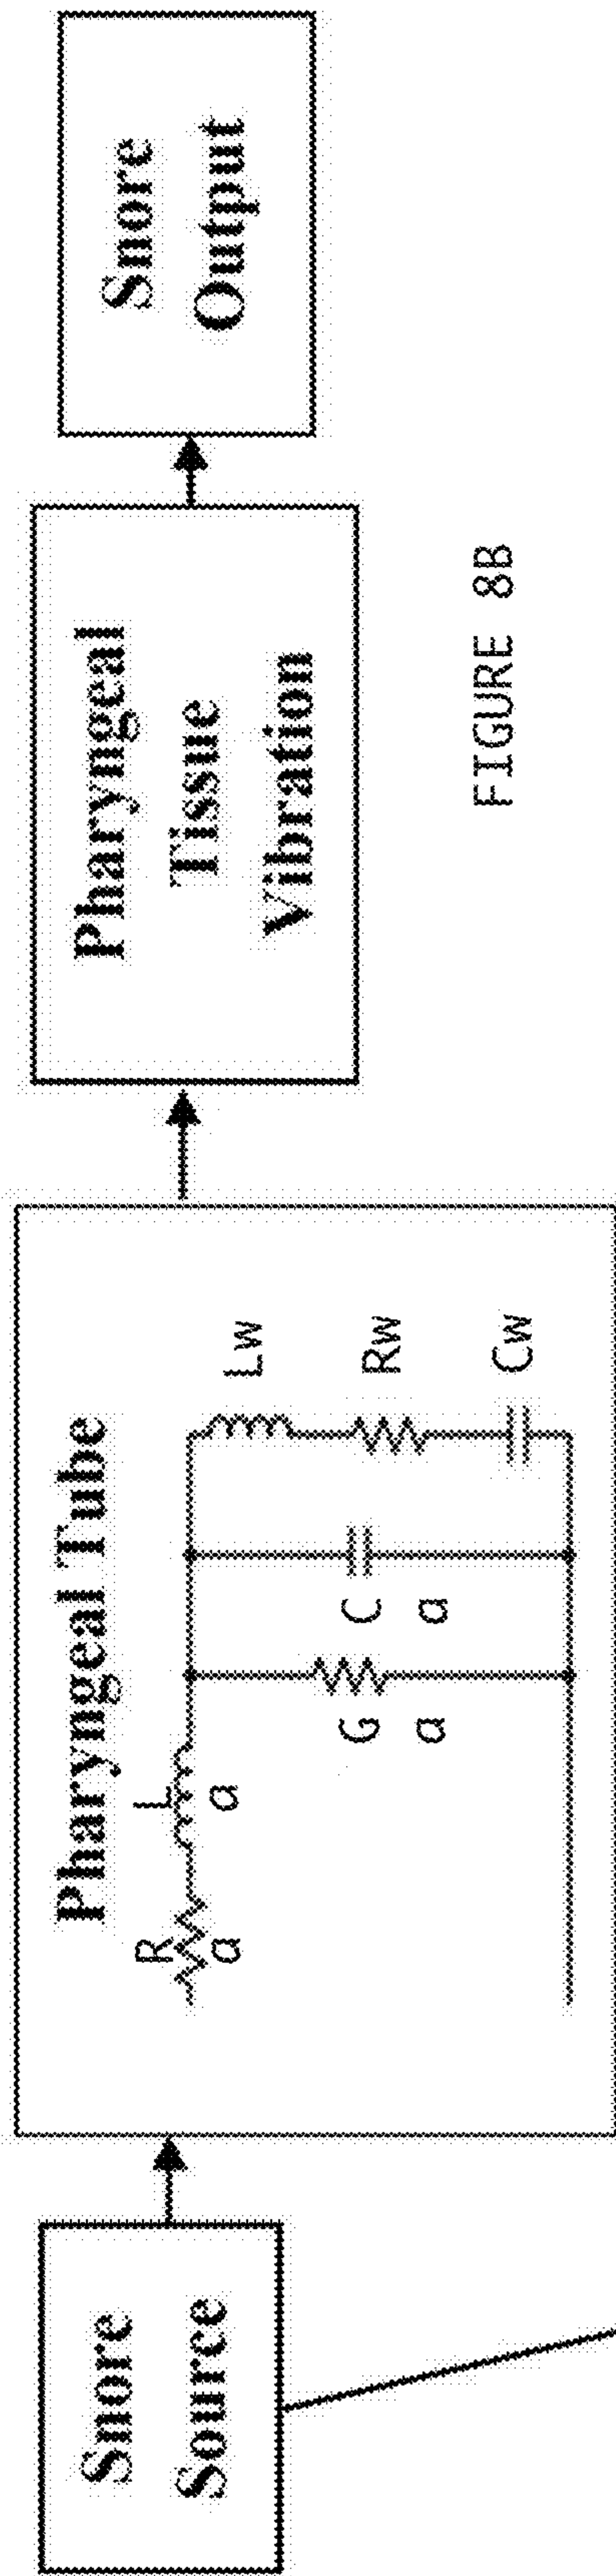 Snore
Source
Pharyngeal Tube
R
a
L
a
G
a
C
a
Lw
Rw
Cw
Pharyngeal
Tissue
Vibration
Snore
Output
FIGURE 8B